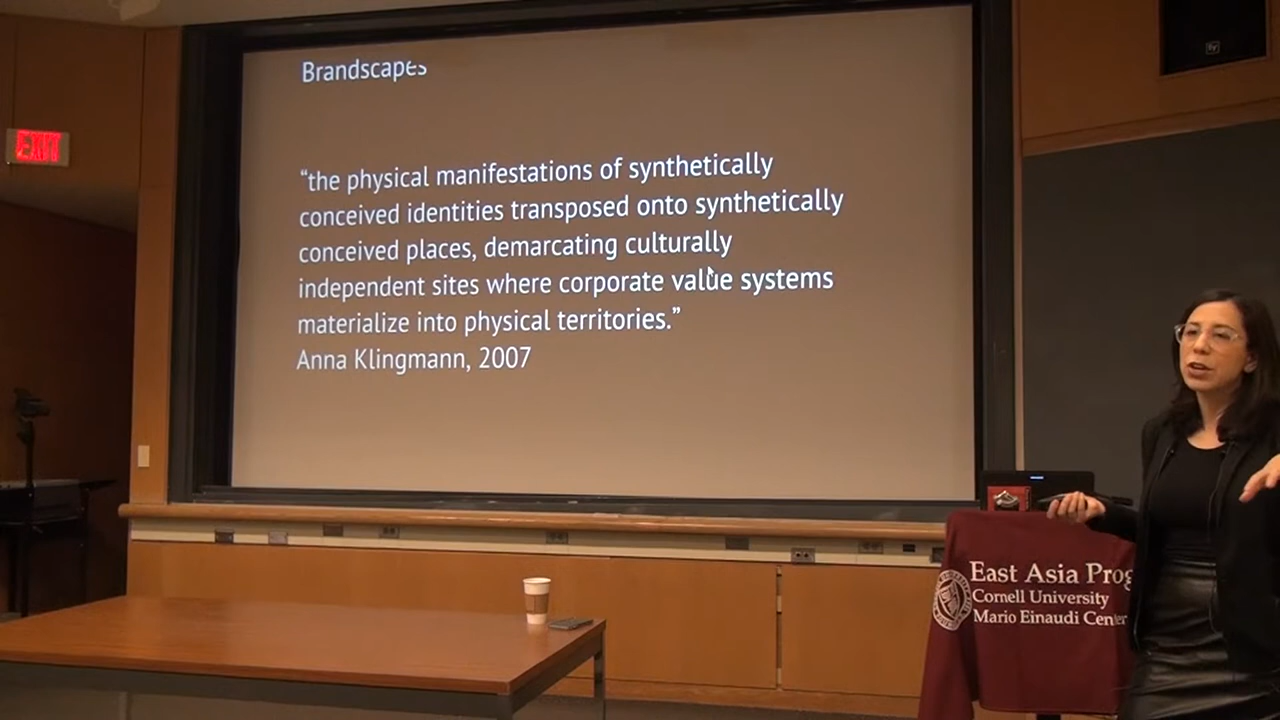 Brandscapes
“the physical manifestations of synthetically
conceived identities transposed onto synthetically
conceived places, demarcating culturally
independent sites where corporate value systems
materialize into physical territories.”
Anna Klingmann, 2007
EXIT
East Asia Prog
Cornell University
Mario Einaudi Center